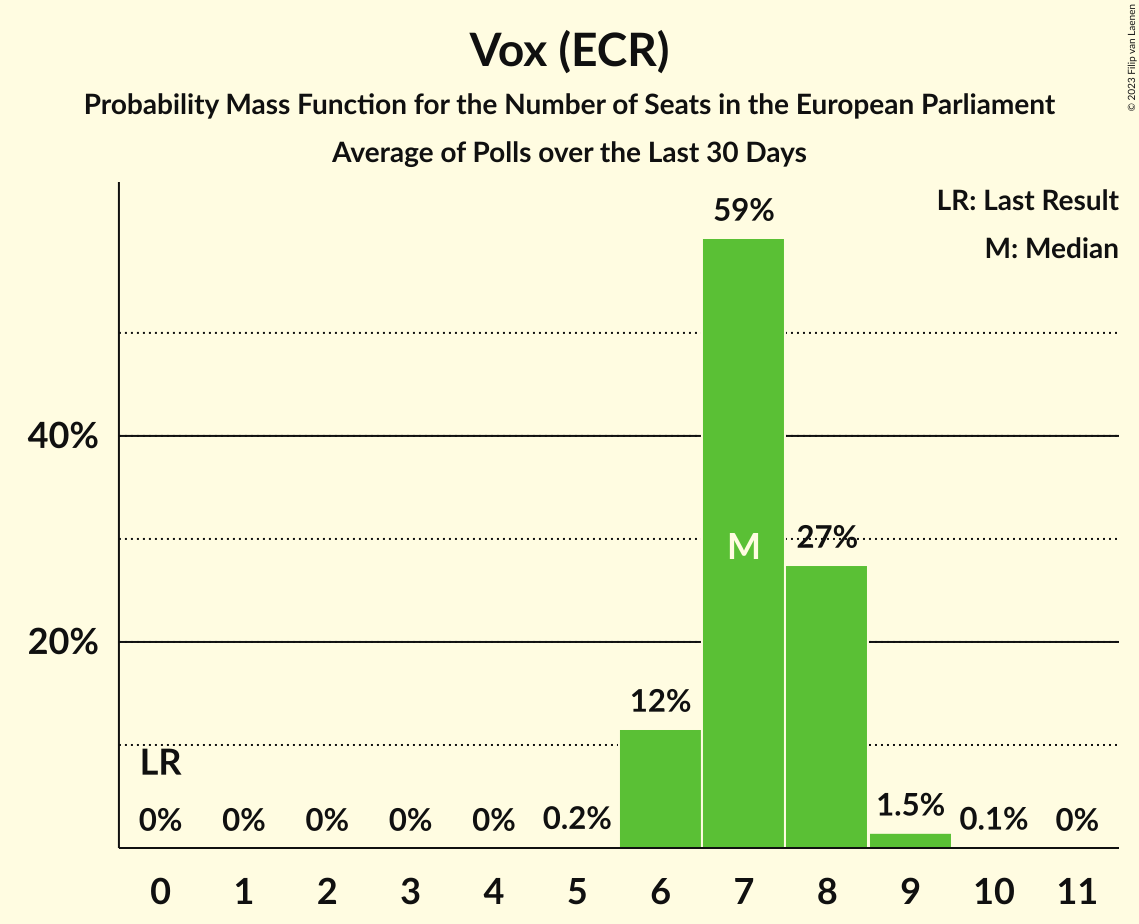 Vox (ECR)
Probability Mass Function for the Number of Seats in the European Parliament
Average of Polls over the Last 30 Days
© 2023 Filip van Laenen
LR: Last Result
M: Median
59%
40%
M
27%
20%
12%
LR
0% 0% 0% 0% 0% 0.2% 1.5% 0.1% 0%
0 1 2 3 4 5 6 7 8 9 10 11